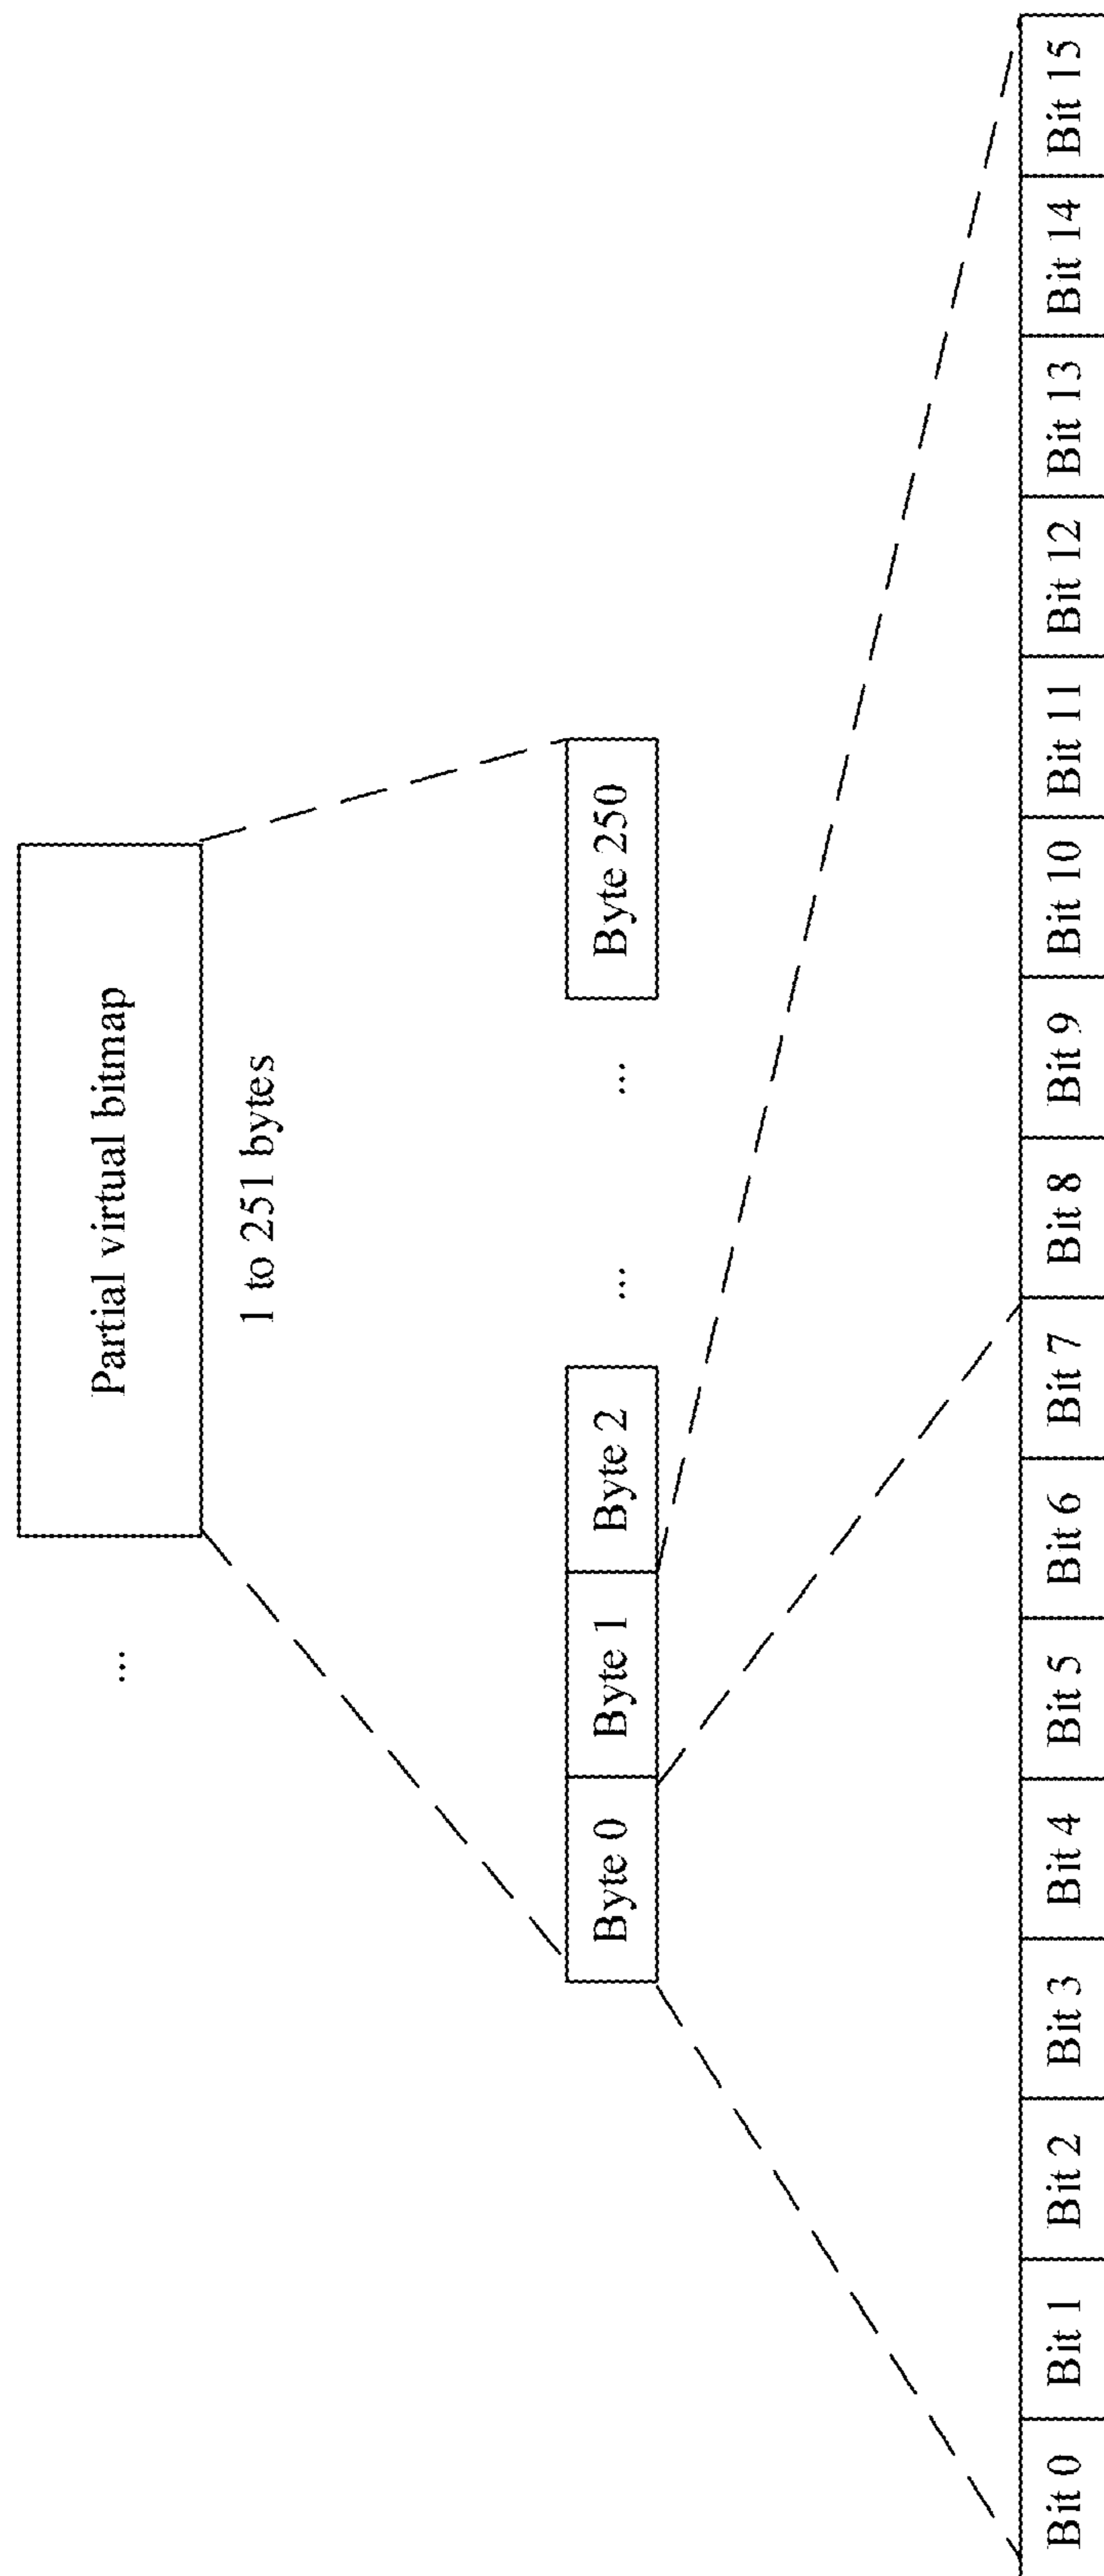 ... Partial virtual bitmap
1 to 251 bytes
Byte 0 Byte 1 Byte 2 ... ... Byte 250
Bit 0 Bit 1 Bit 2 Bit 3 Bit 4 Bit 5 Bit 6 Bit 7 Bit 8 Bit 9 Bit 10 Bit 11 Bit 12 Bit 13 Bit 14 Bit 15